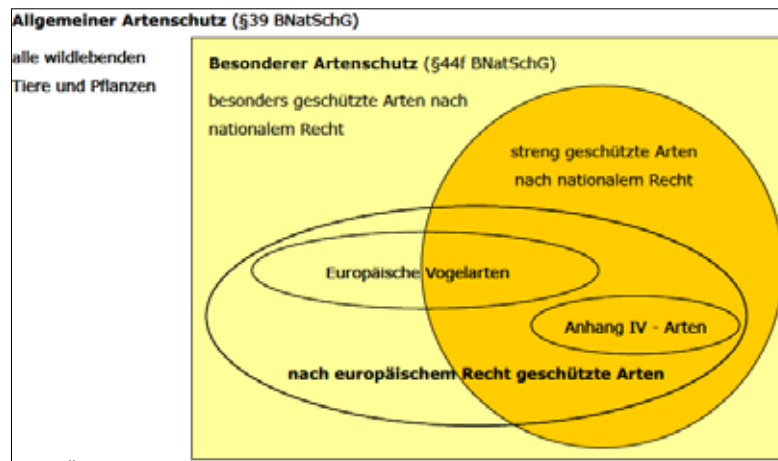 Allgemeiner Artenschutz (§39 BNatSchG)
alle wildlebenden
Tiere und Pflanzen
Besonderer Artenschutz (§44f BNatSchG)
besonders geschützte Arten nach
nationalem Recht
streng geschützte Arten
nach nationalem Recht
Europäische Vogelarten
Anhang IV - Arten
nach europäischem Recht geschützte Arten